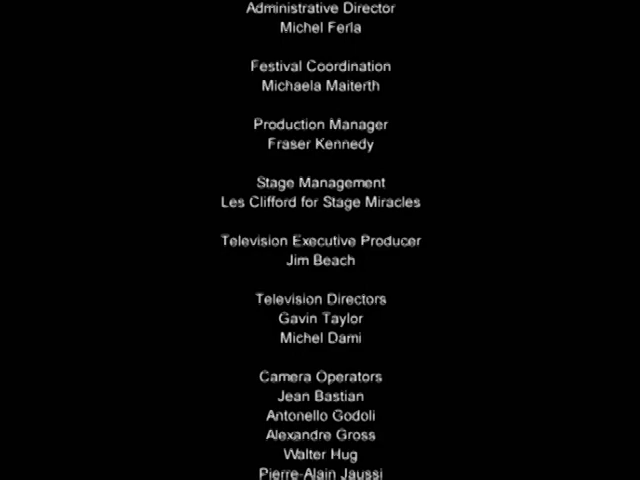 Administrative Director
Michel Ferla
Festival Coordination
Michaela Maiterth
Production Manager
Fraser Kennedy
Stage Management
Les Clifford for Stage Miracles
Television Executive Producer
Jim Beach
Television Directors
Gavin Taylor
Michel Dami
Camera Operators
Jean Bastian
Antonello Godoli
Alexandre Gross
Walter Hug
Pierre-Alain Jaussi